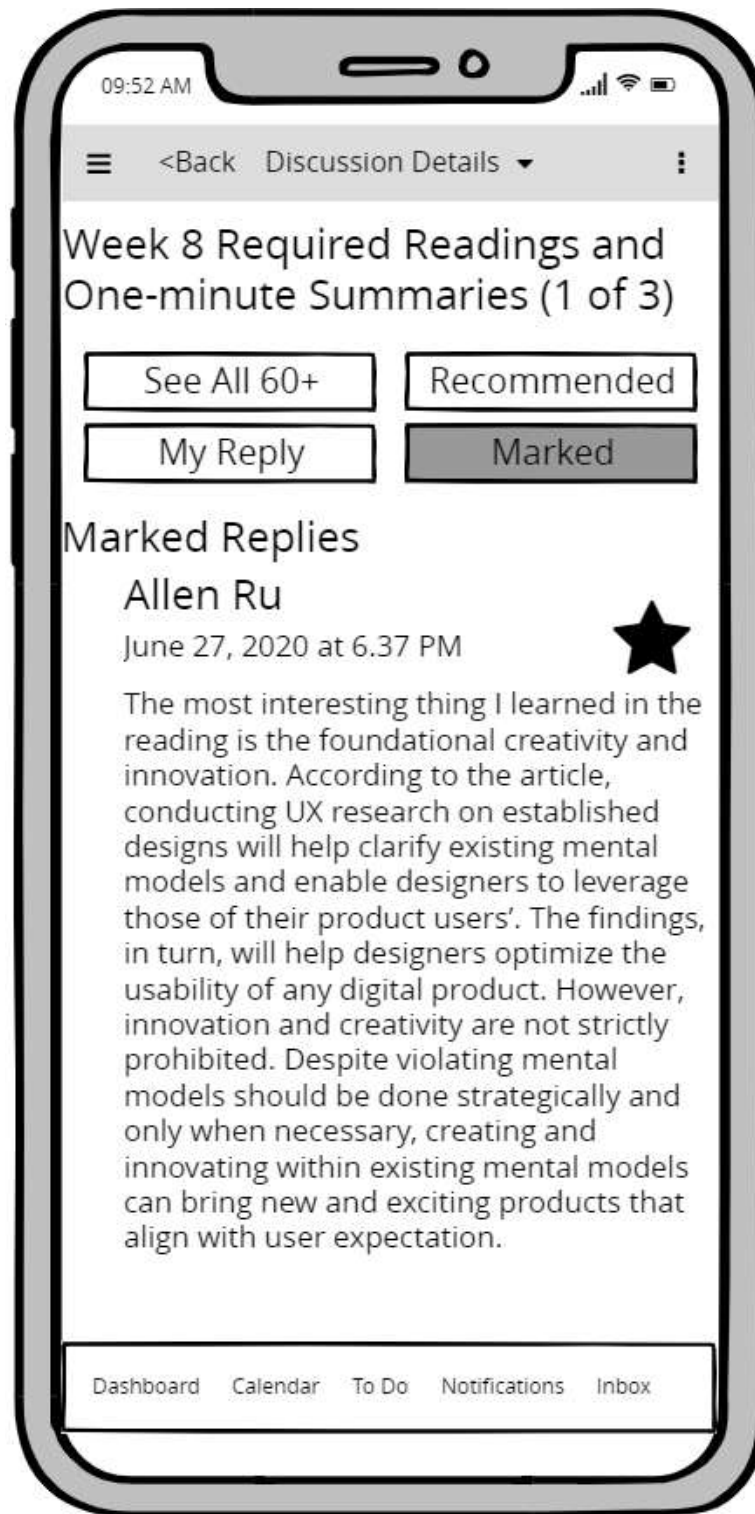 09:52 AM
<Back Discussion Details
Week 8 Required Readings and
One-minute Summaries (1 of 3)
See All 60+ Recommended
My Reply Marked
Marked Replies
Allen Ru
June 27, 2020 at 6.37 PM
The most interesting thing I learned in the
reading is the foundational creativity and
innovation. According to the article,
conducting UX research on established
designs will help clarify existing mental
models and enable designers to leverage
those of their product users’. The findings,
in turn, will help designers optimize the
usability of any digital product. However,
innovation and creativity are not strictly
prohibited. Despite violating mental
models should be done strategically and
only when necessary, creating and
innovating within existing mental models
can bring new and exciting products that
align with user expectation.
Dashboard Calendar To Do Notifications Inbox